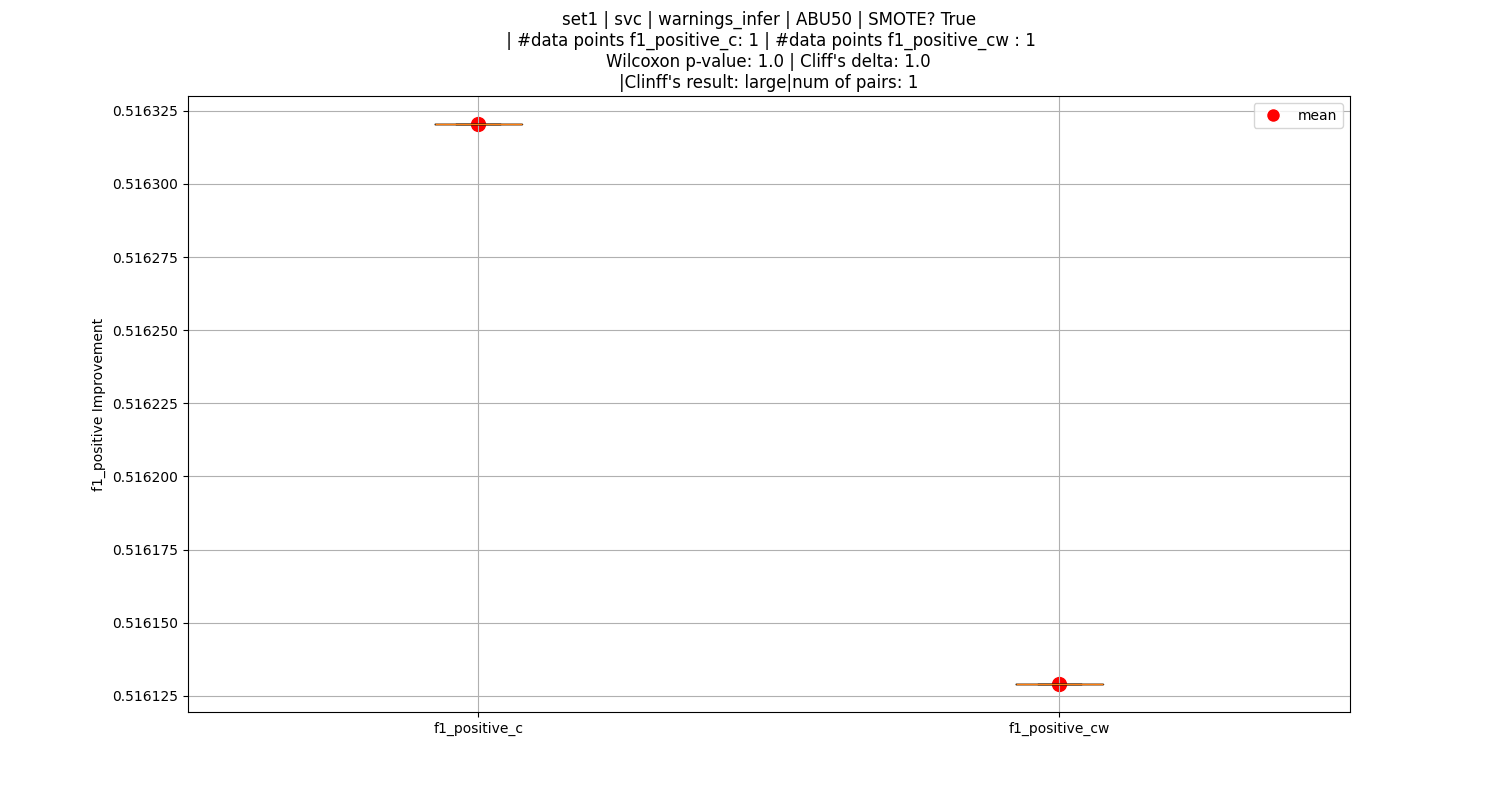 set1 | svc | warnings_infer | ABU50 | SMOTE? True
| #data points f1_positive_c: 1 | #data points f1_positive_cw : 1
Wilcoxon p-value: 1.0 | Cliff's delta: 1.0
|Clinff's result: large|num of pairs: 1
mean
0.516325
0.516300
0.516275
0.516250
0.516225
0.516200
0.516175
0.516150
0.516125
f1_positive Improvement
f1_positive_c
f1_positive_cw